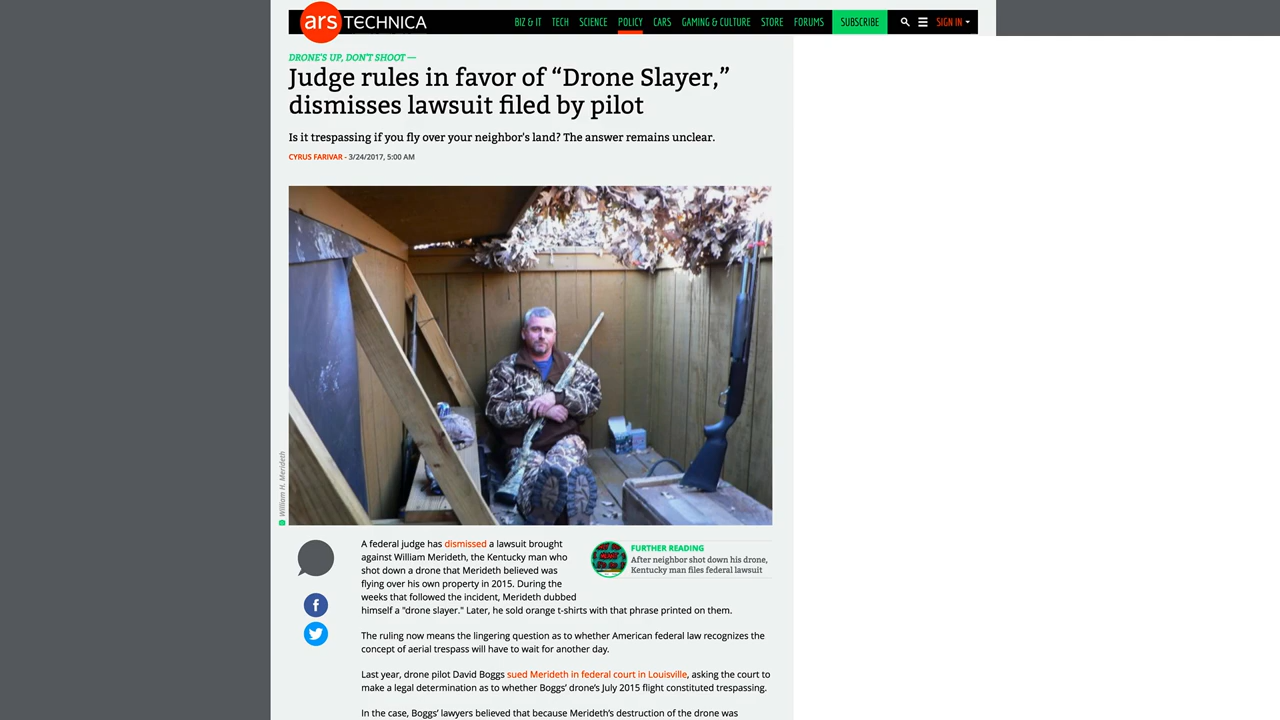 ars TECHNICA
BIZ & IT TECH SCIENCE POLICY CARS GAMING & CULTURE STORE FORUMS SUBSCRIBE SIGN IN
DRONE'S UP, DON'T SHOOT —
Judge rules in favor of “Drone Slayer,”
dismisses lawsuit filed by pilot
Is it trespassing if you fly over your neighbor's land? The answer remains unclear.
CYRUS FARIVAR - 3/24/2017, 5:00 AM
William H. Merideth
A federal judge has dismissed a lawsuit brought
against William Merideth, the Kentucky man who
shot down a drone that Merideth believed was
flying over his own property in 2015. During the
weeks that followed the incident, Merideth dubbed
himself a "drone slayer." Later, he sold orange t-shirts with that phrase printed on them.
FURTHER READING
After neighbor shot down his drone,
Kentucky man files federal lawsuit
The ruling now means the lingering question as to whether American federal law recognizes the
concept of aerial trespass will have to wait for another day.
Last year, drone pilot David Boggs sued Merideth in federal court in Louisville, asking the court to
make a legal determination as to whether Boggs’ drone’s July 2015 flight constituted trespassing.
In the case, Boggs’ lawyers believed that because Merideth’s destruction of the drone was